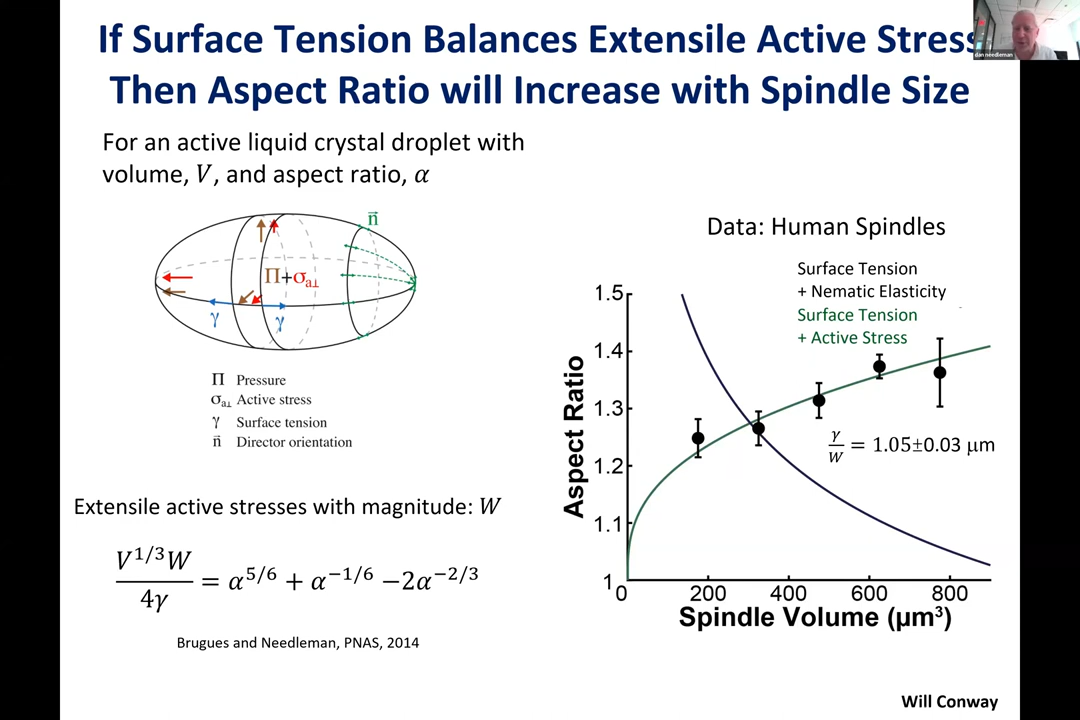 If Surface Tension Balances Extensile Active Stress
Then Aspect Ratio will Increase with Spindle Size
dan needleman
For an active liquid crystal droplet with
volume, V, and aspect ratio, α
n⃗
Π+σa⊥
γ γ
Π Pressure
σa⊥ Active stress
γ Surface tension
n⃗ Director orientation
Extensile active stresses with magnitude: W
V^1/3 W / 4γ = α^5/6 + α^−1/6 −2α^−2/3
Brugues and Needleman, PNAS, 2014
Data: Human Spindles
Surface Tension
+ Nematic Elasticity
Surface Tension
+ Active Stress
γ/W = 1.05±0.03 μm
Aspect Ratio
1.5
1.4
1.3
1.2
1.1
1
0 200 400 600 800
Spindle Volume (μm³)
Will Conway